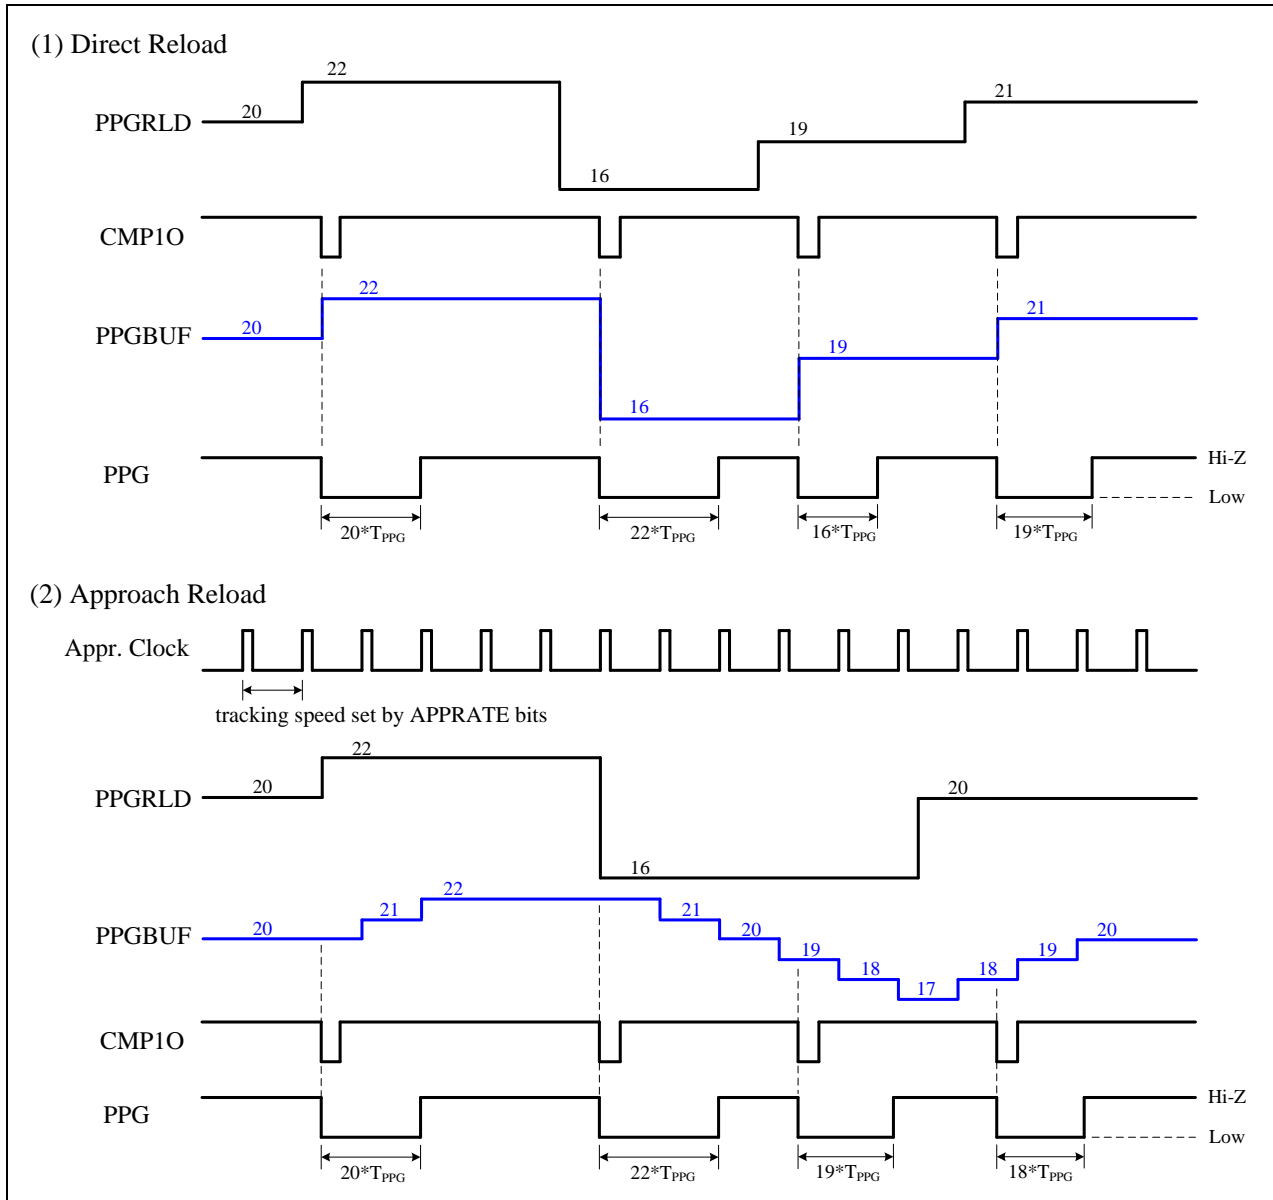 (1) Direct Reload
22
21
20
PPGRLD
19
16
CMP1O
22
21
20
PPGBUF
19
16
PPG
Hi-Z
Low
20*TPPG
22*TPPG
16*TPPG
19*TPPG
(2) Approach Reload
Appr. Clock
tracking speed set by APPRATE bits
22
20
PPGRLD
20
16
22
21
21
20
PPGBUF
20
20
19
19
18
18
17
CMP1O
PPG
Hi-Z
Low
20*TPPG
22*TPPG
19*TPPG
18*TPPG